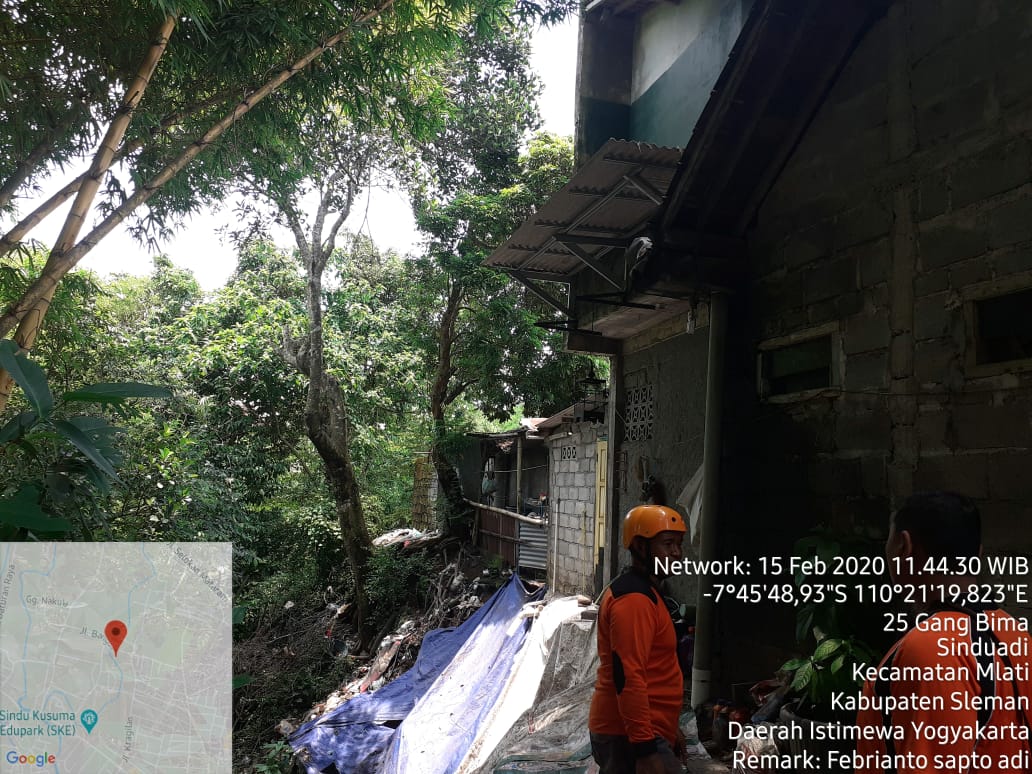 Network: 15 Feb 2020 11.44.30 WIB
-7°45'48,93"S 110°21'19,823"E
25 Gang Bima
Sinduadi
Kecamatan Mlati
Kabupaten Sleman
Daerah Istimewa Yogyakarta
Remark: Febrianto sapto adi
Gg. Nakula
Jl. Ba
Jl. Kragilan
Sindu Kusuma
Edupark (SKE)
Google